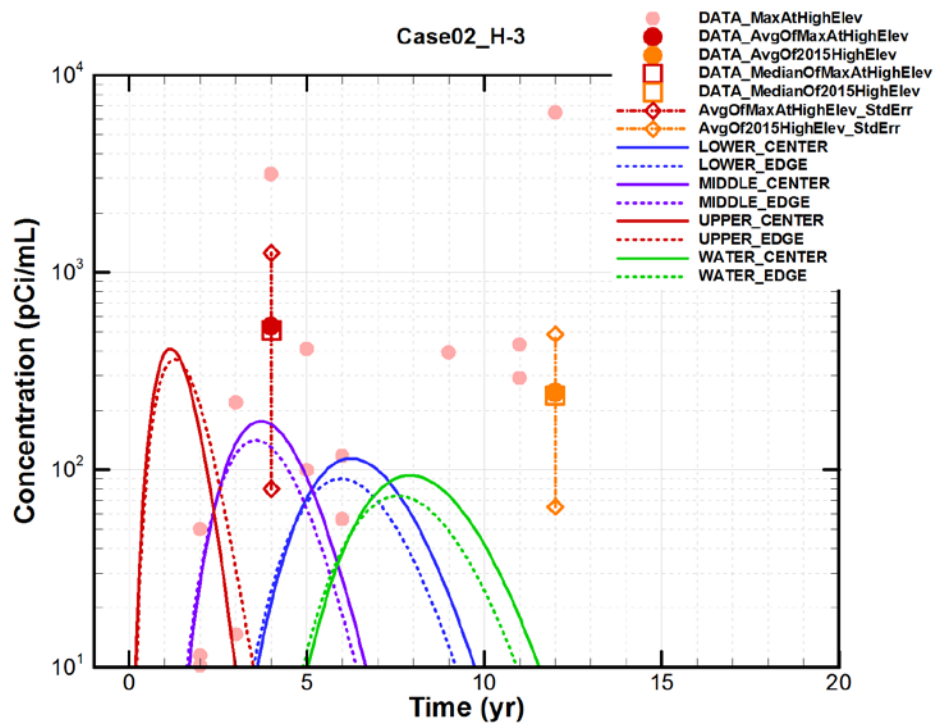 Case02_H-3
DATA_MaxAtHighElev
DATA_AvgOfMaxAtHighElev
DATA_AvgOf2015HighElev
DATA_MedianOfMaxAtHighElev
DATA_MedianOf2015HighElev
AvgOfMaxAtHighElev_StdErr
AvgOf2015HighElev_StdErr
LOWER_CENTER
LOWER_EDGE
MIDDLE_CENTER
MIDDLE_EDGE
UPPER_CENTER
UPPER_EDGE
WATER_CENTER
WATER_EDGE
Concentration (pCi/mL)
10⁴
10³
10²
10¹
0 5 10 15 20
Time (yr)